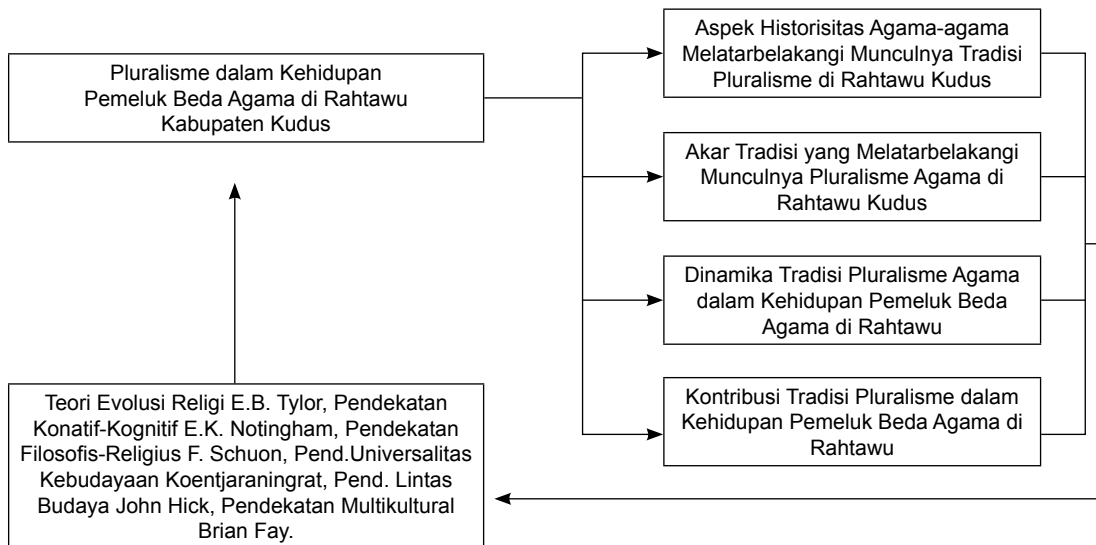 Pluralisme dalam Kehidupan
Pemeluk Beda Agama di Rahtawu
Kabupaten Kudus
Aspek Historisitas Agama-agama
Melatarbelakangi Munculnya Tradisi
Pluralisme di Rahtawu Kudus
Akar Tradisi yang Melatarbelakangi
Munculnya Pluralisme Agama di
Rahtawu Kudus
Dinamika Tradisi Pluralisme Agama
dalam Kehidupan Pemeluk Beda
Agama di Rahtawu
Kontribusi Tradisi Pluralisme dalam
Kehidupan Pemeluk Beda Agama di
Rahtawu
Teori Evolusi Religi E.B. Tylor, Pendekatan
Konatif-Kognitif E.K. Notingham, Pendekatan
Filosofis-Religius F. Schuon, Pend.Universalitas
Kebudayaan Koentjaraningrat, Pend. Lintas
Budaya John Hick, Pendekatan Multikultural
Brian Fay.